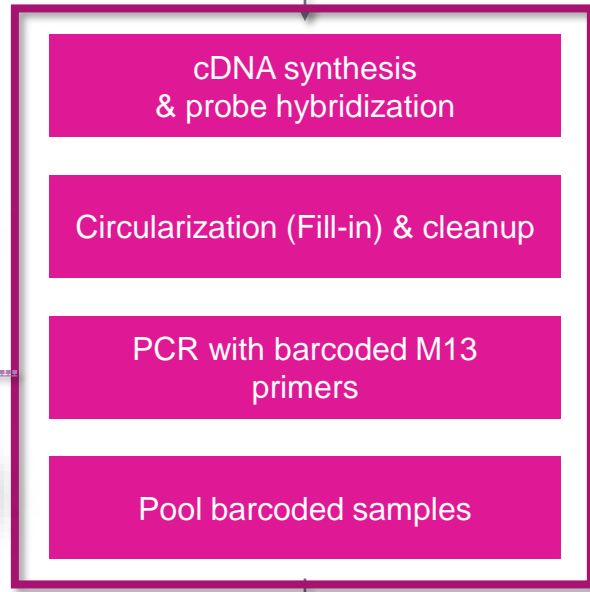 cDNA synthesis
& probe hybridization
Circularization (Fill-in) & cleanup
PCR with barcoded M13
primers
Pool barcoded samples